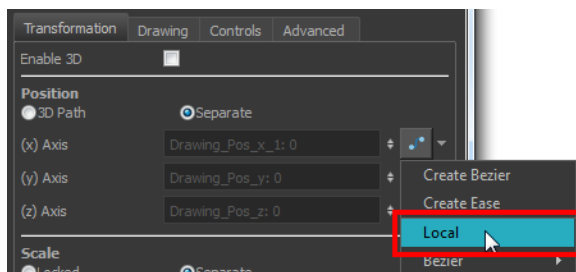 Transformation Drawing Controls Advanced
Enable 3D
Position
3D Path Separate
(x) Axis Drawing_Pos_x_1: 0
(y) Axis Drawing_Pos_y: 0
(z) Axis Drawing_Pos_z: 0
Create Bezier
Create Ease
Local
Bezier
Scale
Locked Separate